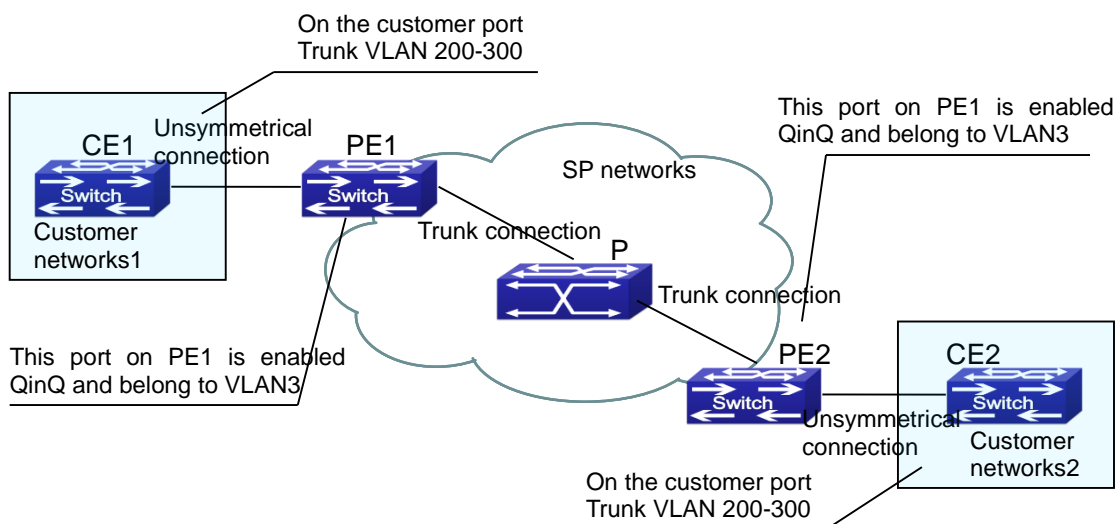 On the customer port
Trunk VLAN 200-300
This port on PE1 is enabled
QinQ and belong to VLAN3
Unsymmetrical
connection
CE1
PE1
SP networks
Switch
Switch
Customer
networks1
Trunk connection
P
Trunk connection
This port on PE1 is enabled
QinQ and belong to VLAN3
PE2
CE2
Switch
Switch
Unsymmetrical
connection
Customer
networks2
On the customer port
Trunk VLAN 200-300